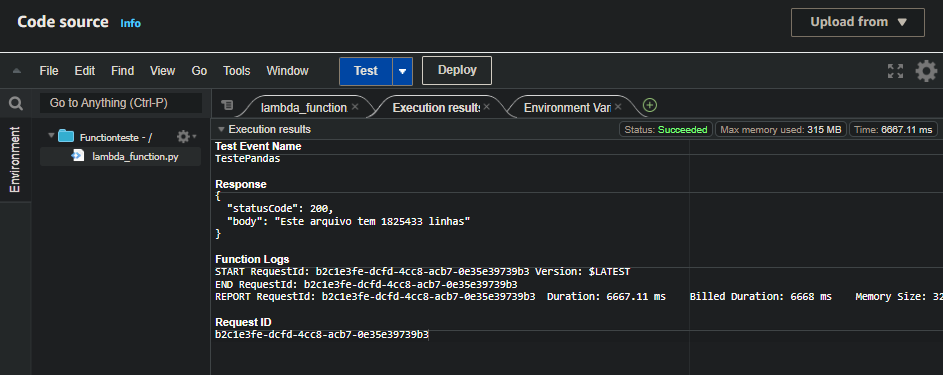 Code source Info
Upload from
File Edit Find View Go Tools Window Test Deploy
Go to Anything (Ctrl-P)
lambda_function
Execution results
Environment Vari
Environment
Functionteste - /
lambda_function.py
Execution results
Status: Succeeded
Max memory used: 315 MB
Time: 6667.11 ms
Test Event Name
TestePandas
Response
{
"statusCode": 200,
"body": "Este arquivo tem 1825433 linhas"
}
Function Logs
START RequestId: b2c1e3fe-dcfd-4cc8-acb7-0e35e39739b3 Version: $LATEST
END RequestId: b2c1e3fe-dcfd-4cc8-acb7-0e35e39739b3
REPORT RequestId: b2c1e3fe-dcfd-4cc8-acb7-0e35e39739b3 Duration: 6667.11 ms Billed Duration: 6668 ms Memory Size: 32
Request ID
b2c1e3fe-dcfd-4cc8-acb7-0e35e39739b3